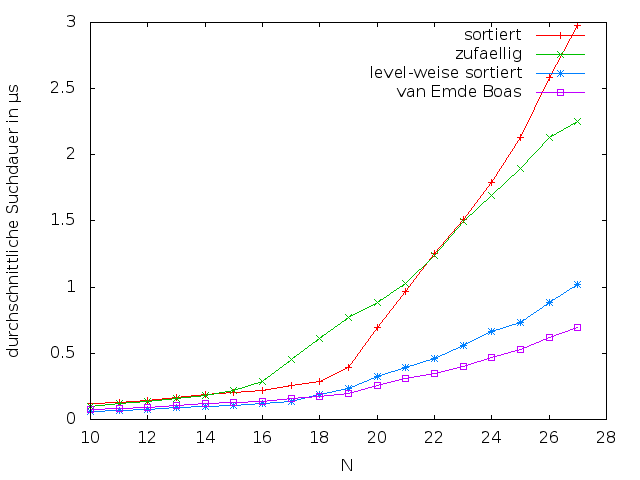 3
2.5
2
1.5
1
0.5
0
durchschnittliche Suchdauer in µs
sortiert
zufaellig
level-weise sortiert
van Emde Boas
10 12 14 16 18 20 22 24 26 28
N